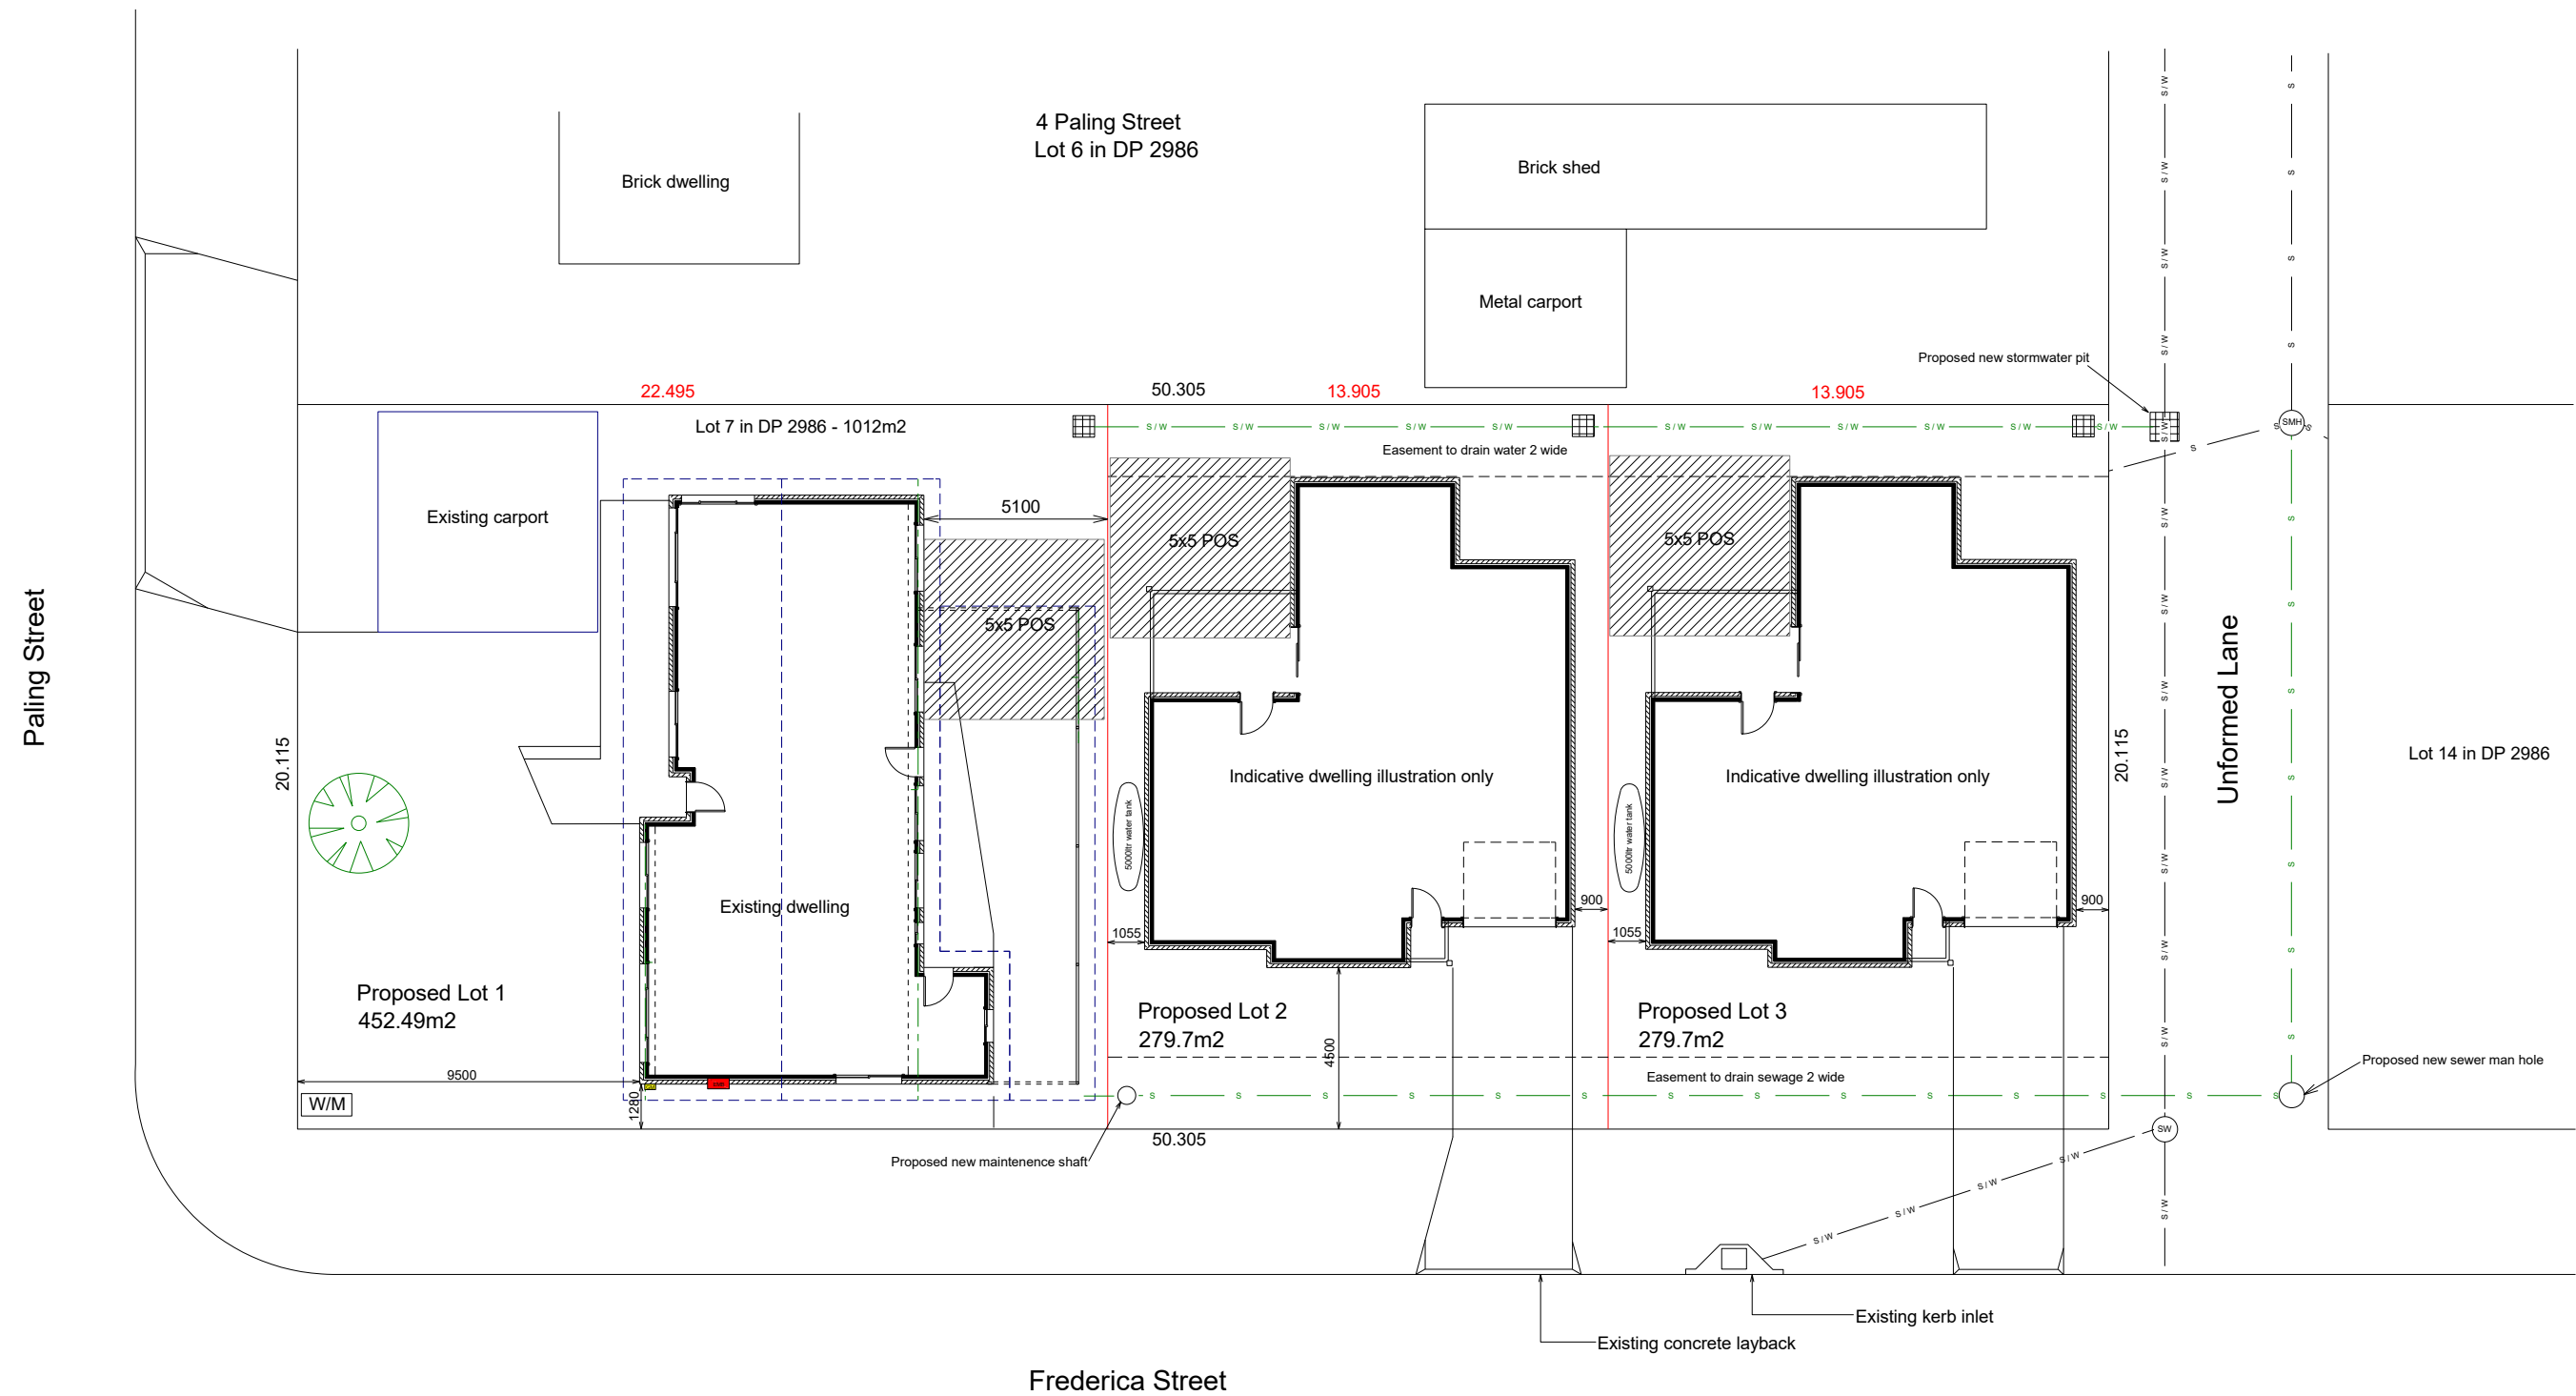 4 Paling Street
Lot 6 in DP 2986
Brick dwelling
Brick shed
Metal carport
Proposed new stormwater pit
22.495
50.305
13.905
13.905
Lot 7 in DP 2986 - 1012m2
S / W S / W S / W S / W S / W S / W S / W S / W S / W S / W S / W
Easement to drain water 2 wide
SMH
Existing carport
5100
5x5 POS
5x5 POS
5x5 POS
Paling Street
20.115
Unformed Lane
20.115
Lot 14 in DP 2986
Indicative dwelling illustration only
Indicative dwelling illustration only
5000ltr water tank
5000ltr water tank
Existing dwelling
900
900
1055
1055
Proposed Lot 1
452.49m2
Proposed Lot 2
279.7m2
Proposed Lot 3
279.7m2
4500
9500
1280
W/M
Easement to drain sewage 2 wide
S S S S S S S S S S S S S S
Proposed new sewer man hole
SW
50.305
Proposed new maintenence shaft
S / W S / W S / W S / W
Existing kerb inlet
Existing concrete layback
Frederica Street